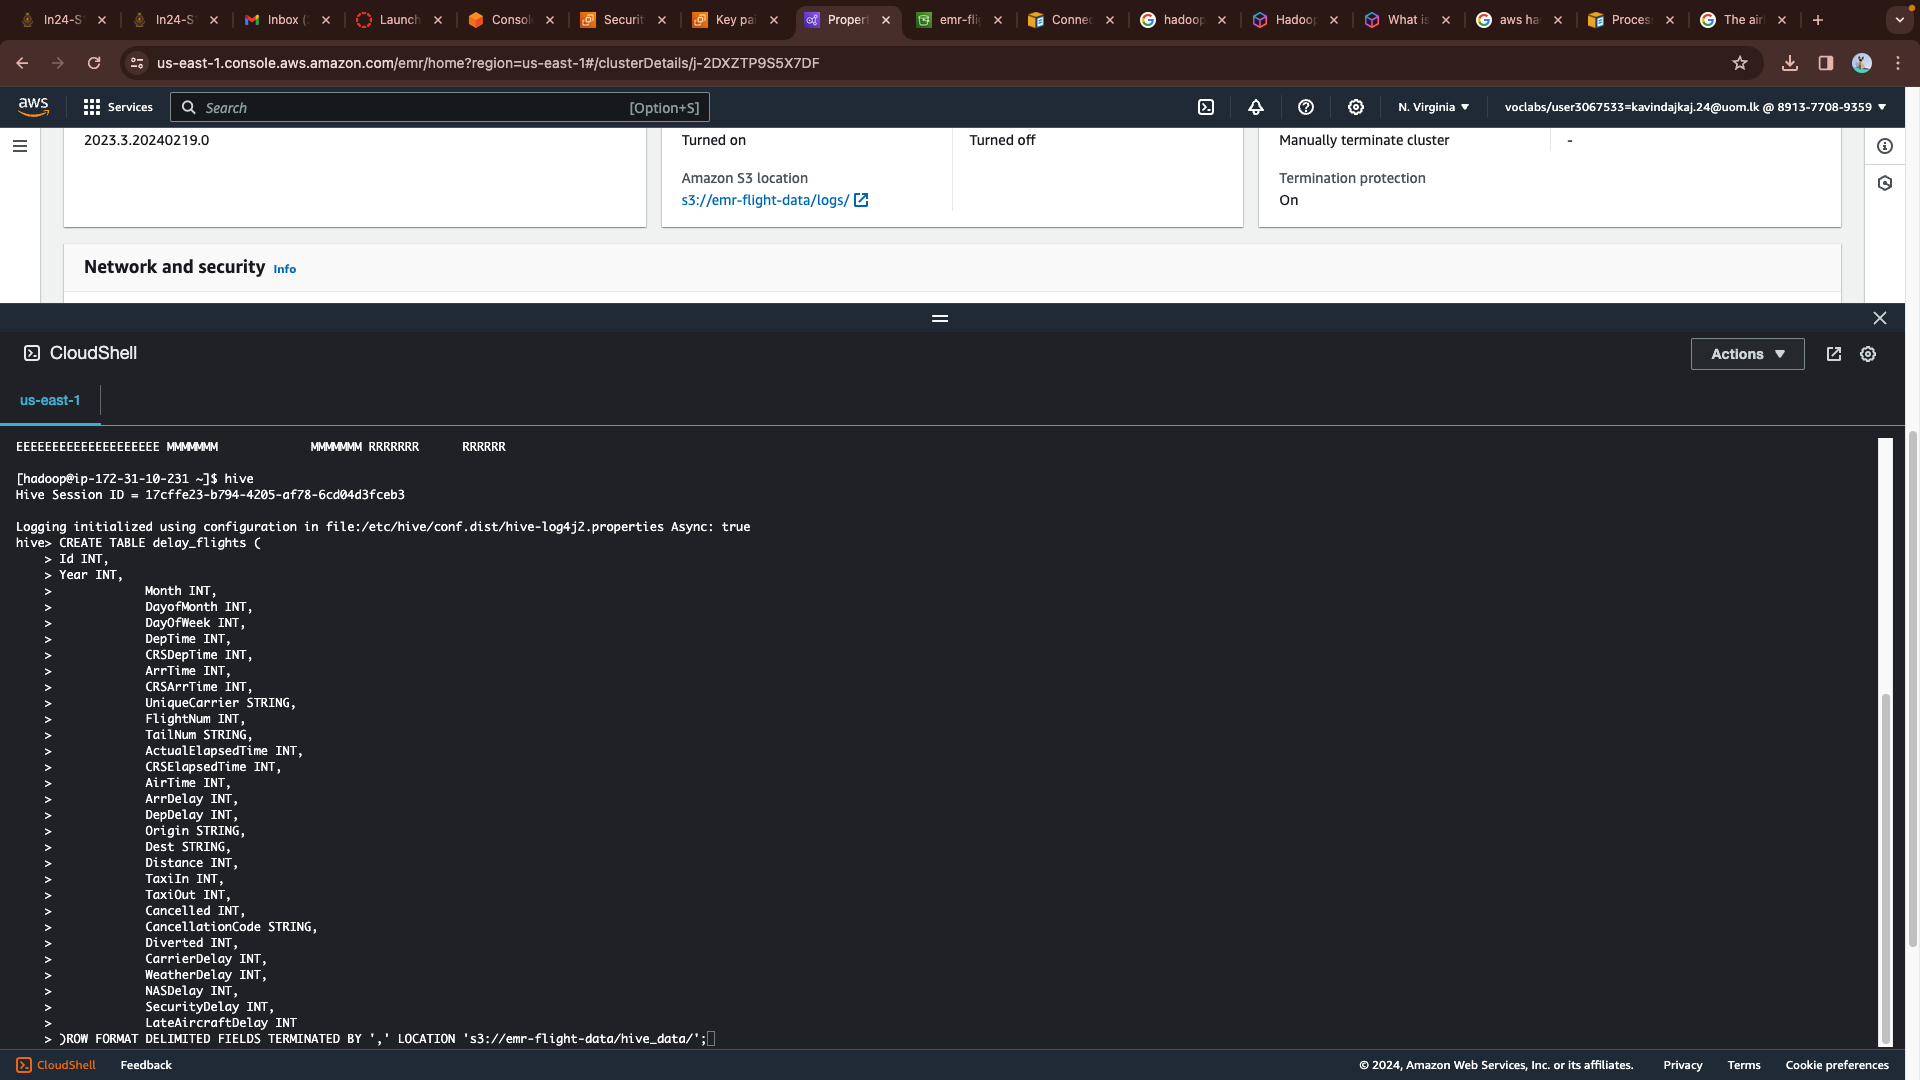 In24-S
In24-S
Inbox (
Launch
Consol
Securit
Key pai
Propert
emr-fli
Connec
hadoop
Hadoop
What is
aws ha
Proces
The air
us-east-1.console.aws.amazon.com/emr/home?region=us-east-1#/clusterDetails/j-2DXZTP9S5X7DF
aws
Services
Search
[Option+S]
N. Virginia
voclabs/user3067533=kavindajkaj.24@uom.lk @ 8913-7708-9359
2023.3.20240219.0
Turned on
Turned off
Manually terminate cluster
-
Amazon S3 location
s3://emr-flight-data/logs/
Termination protection
On
Network and security Info
CloudShell
Actions
us-east-1
EEEEEEEEEEEEEEEEEEEE MMMMMMM             MMMMMMM RRRRRRR      RRRRRR
[hadoop@ip-172-31-10-231 ~]$ hive
Hive Session ID = 17cffe23-b794-4205-af78-6cd04d3fceb3
Logging initialized using configuration in file:/etc/hive/conf.dist/hive-log4j2.properties Async: true
hive> CREATE TABLE delay_flights (
    > Id INT,
    > Year INT,
    >             Month INT,
    >             DayofMonth INT,
    >             DayOfWeek INT,
    >             DepTime INT,
    >             CRSDepTime INT,
    >             ArrTime INT,
    >             CRSArrTime INT,
    >             UniqueCarrier STRING,
    >             FlightNum INT,
    >             TailNum STRING,
    >             ActualElapsedTime INT,
    >             CRSElapsedTime INT,
    >             AirTime INT,
    >             ArrDelay INT,
    >             DepDelay INT,
    >             Origin STRING,
    >             Dest STRING,
    >             Distance INT,
    >             TaxiIn INT,
    >             TaxiOut INT,
    >             Cancelled INT,
    >             CancellationCode STRING,
    >             Diverted INT,
    >             CarrierDelay INT,
    >             WeatherDelay INT,
    >             NASDelay INT,
    >             SecurityDelay INT,
    >             LateAircraftDelay INT
    > )ROW FORMAT DELIMITED FIELDS TERMINATED BY ',' LOCATION 's3://emr-flight-data/hive_data/';
CloudShell
Feedback
© 2024, Amazon Web Services, Inc. or its affiliates.
Privacy
Terms
Cookie preferences